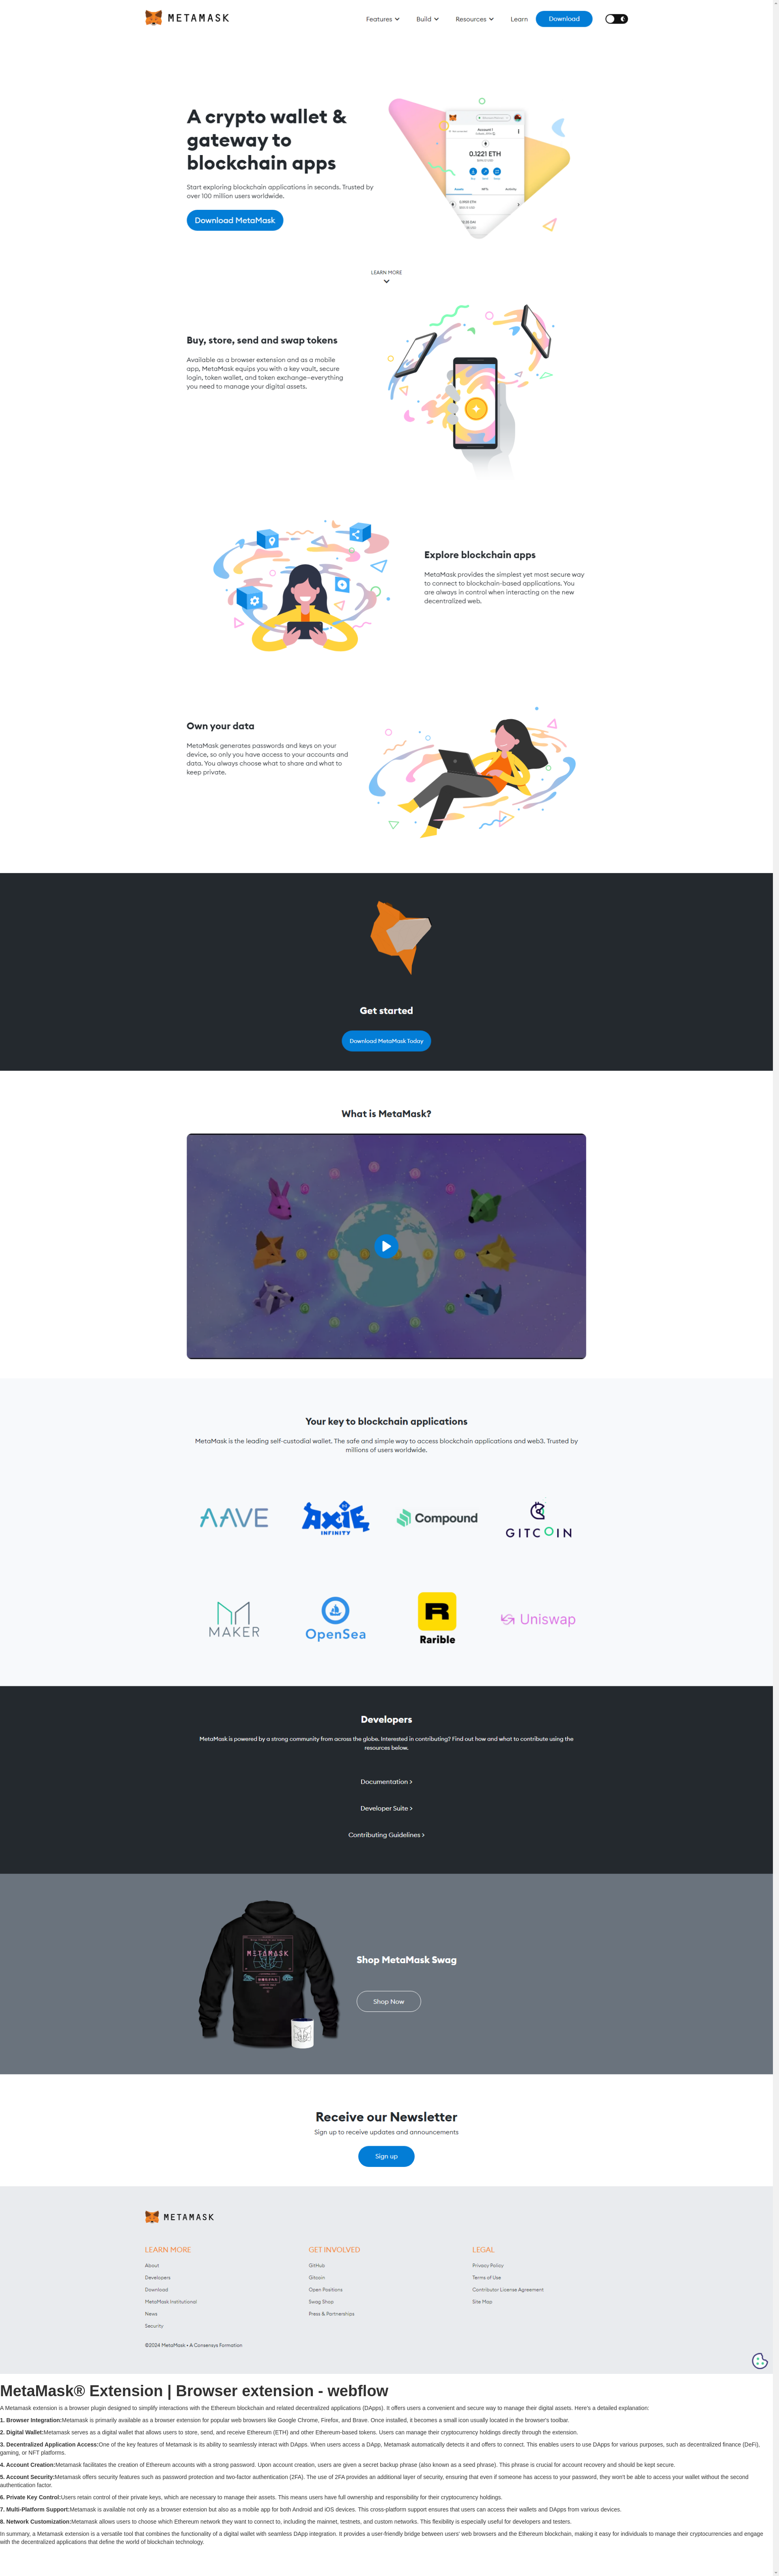 METAMASK
Features
Build
Resources
Learn
Download
A crypto wallet &
gateway to
blockchain apps
Start exploring blockchain applications in seconds. Trusted by
over 100 million users worldwide.
Download MetaMask
0.1221 ETH
LEARN MORE
Buy, store, send and swap tokens
Available as a browser extension and as a mobile
app, MetaMask equips you with a key vault, secure
login, token wallet, and token exchange—everything
you need to manage your digital assets.
Explore blockchain apps
MetaMask provides the simplest yet most secure way
to connect to blockchain-based applications. You
are always in control when interacting on the new
decentralized web.
Own your data
MetaMask generates passwords and keys on your
device, so only you have access to your accounts and
data. You always choose what to share and what to
keep private.
Get started
Download MetaMask Today
What is MetaMask?
Your key to blockchain applications
MetaMask is the leading self-custodial wallet. The safe and simple way to access blockchain applications and web3. Trusted by
millions of users worldwide.
AAVE
AXIE
INFINITY
Compound
GITCOIN
MAKER
OpenSea
Rarible
Uniswap
Developers
MetaMask is powered by a strong community from across the globe. Interested in contributing? Find out how and what to contribute using the
resources below.
Documentation >
Developer Suite >
Contributing Guidelines >
METAMASK
Shop MetaMask Swag
Shop Now
Receive our Newsletter
Sign up to receive updates and announcements
Sign up
METAMASK
LEARN MORE
About
Developers
Download
MetaMask Institutional
News
Security
GET INVOLVED
GitHub
Gitcoin
Open Positions
Swag Shop
Press & Partnerships
LEGAL
Privacy Policy
Terms of Use
Contributor License Agreement
Site Map
©2024 MetaMask • A Consensys Formation
MetaMask® Extension | Browser extension - webflow
A Metamask extension is a browser plugin designed to simplify interactions with the Ethereum blockchain and related decentralized applications (DApps). It offers users a convenient and secure way to manage their digital assets. Here's a detailed explanation:
1. Browser Integration:Metamask is primarily available as a browser extension for popular web browsers like Google Chrome, Firefox, and Brave. Once installed, it becomes a small icon usually located in the browser's toolbar.
2. Digital Wallet:Metamask serves as a digital wallet that allows users to store, send, and receive Ethereum (ETH) and other Ethereum-based tokens. Users can manage their cryptocurrency holdings directly through the extension.
3. Decentralized Application Access:One of the key features of Metamask is its ability to seamlessly interact with DApps. When users access a DApp, Metamask automatically detects it and offers to connect. This enables users to use DApps for various purposes, such as decentralized finance (DeFi),
gaming, or NFT platforms.
4. Account Creation:Metamask facilitates the creation of Ethereum accounts with a strong password. Upon account creation, users are given a secret backup phrase (also known as a seed phrase). This phrase is crucial for account recovery and should be kept secure.
5. Account Security:Metamask offers security features such as password protection and two-factor authentication (2FA). The use of 2FA provides an additional layer of security, ensuring that even if someone has access to your password, they won't be able to access your wallet without the second
authentication factor.
6. Private Key Control:Users retain control of their private keys, which are necessary to manage their assets. This means users have full ownership and responsibility for their cryptocurrency holdings.
7. Multi-Platform Support:Metamask is available not only as a browser extension but also as a mobile app for both Android and iOS devices. This cross-platform support ensures that users can access their wallets and DApps from various devices.
8. Network Customization:Metamask allows users to choose which Ethereum network they want to connect to, including the mainnet, testnets, and custom networks. This flexibility is especially useful for developers and testers.
In summary, a Metamask extension is a versatile tool that combines the functionality of a digital wallet with seamless DApp integration. It provides a user-friendly bridge between users' web browsers and the Ethereum blockchain, making it easy for individuals to manage their cryptocurrencies and engage
with the decentralized applications that define the world of blockchain technology.